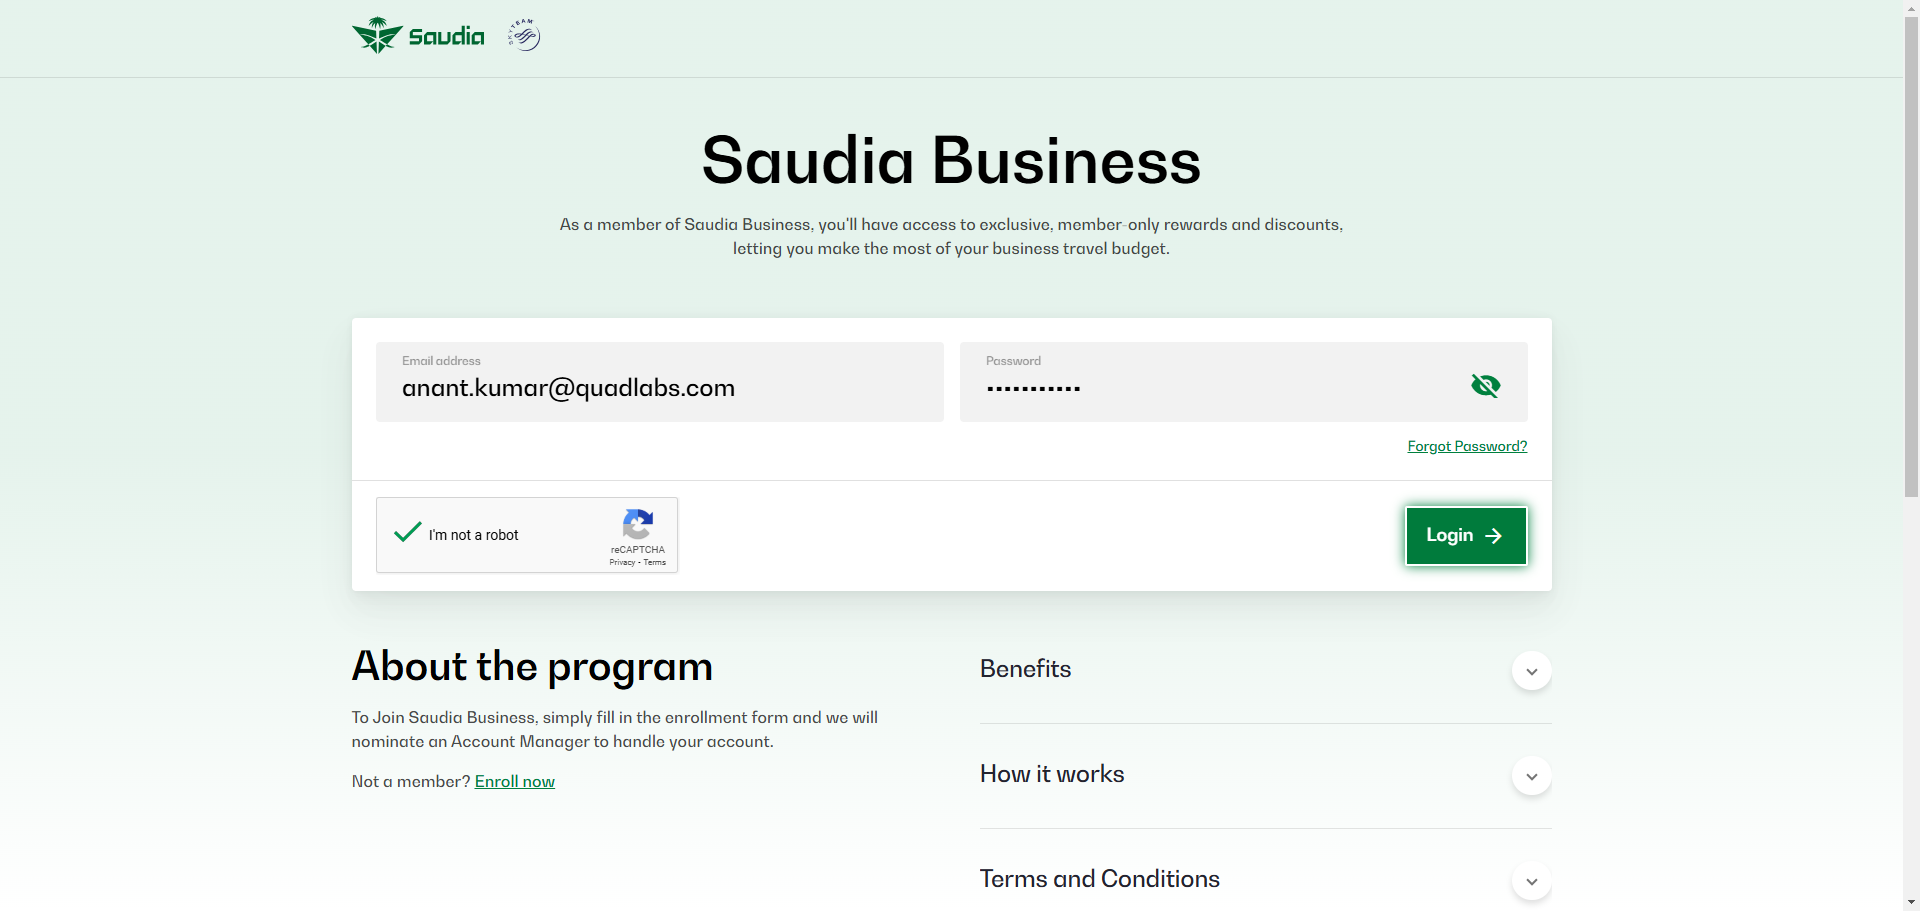 Saudia
SKYTEAM
Saudia Business
As a member of Saudia Business, you'll have access to exclusive, member-only rewards and discounts,
letting you make the most of your business travel budget.
Email address
anant.kumar@quadlabs.com
Password
Forgot Password?
I'm not a robot
reCAPTCHA
Privacy - Terms
Login
About the program
To Join Saudia Business, simply fill in the enrollment form and we will
nominate an Account Manager to handle your account.
Not a member? Enroll now
Benefits
How it works
Terms and Conditions